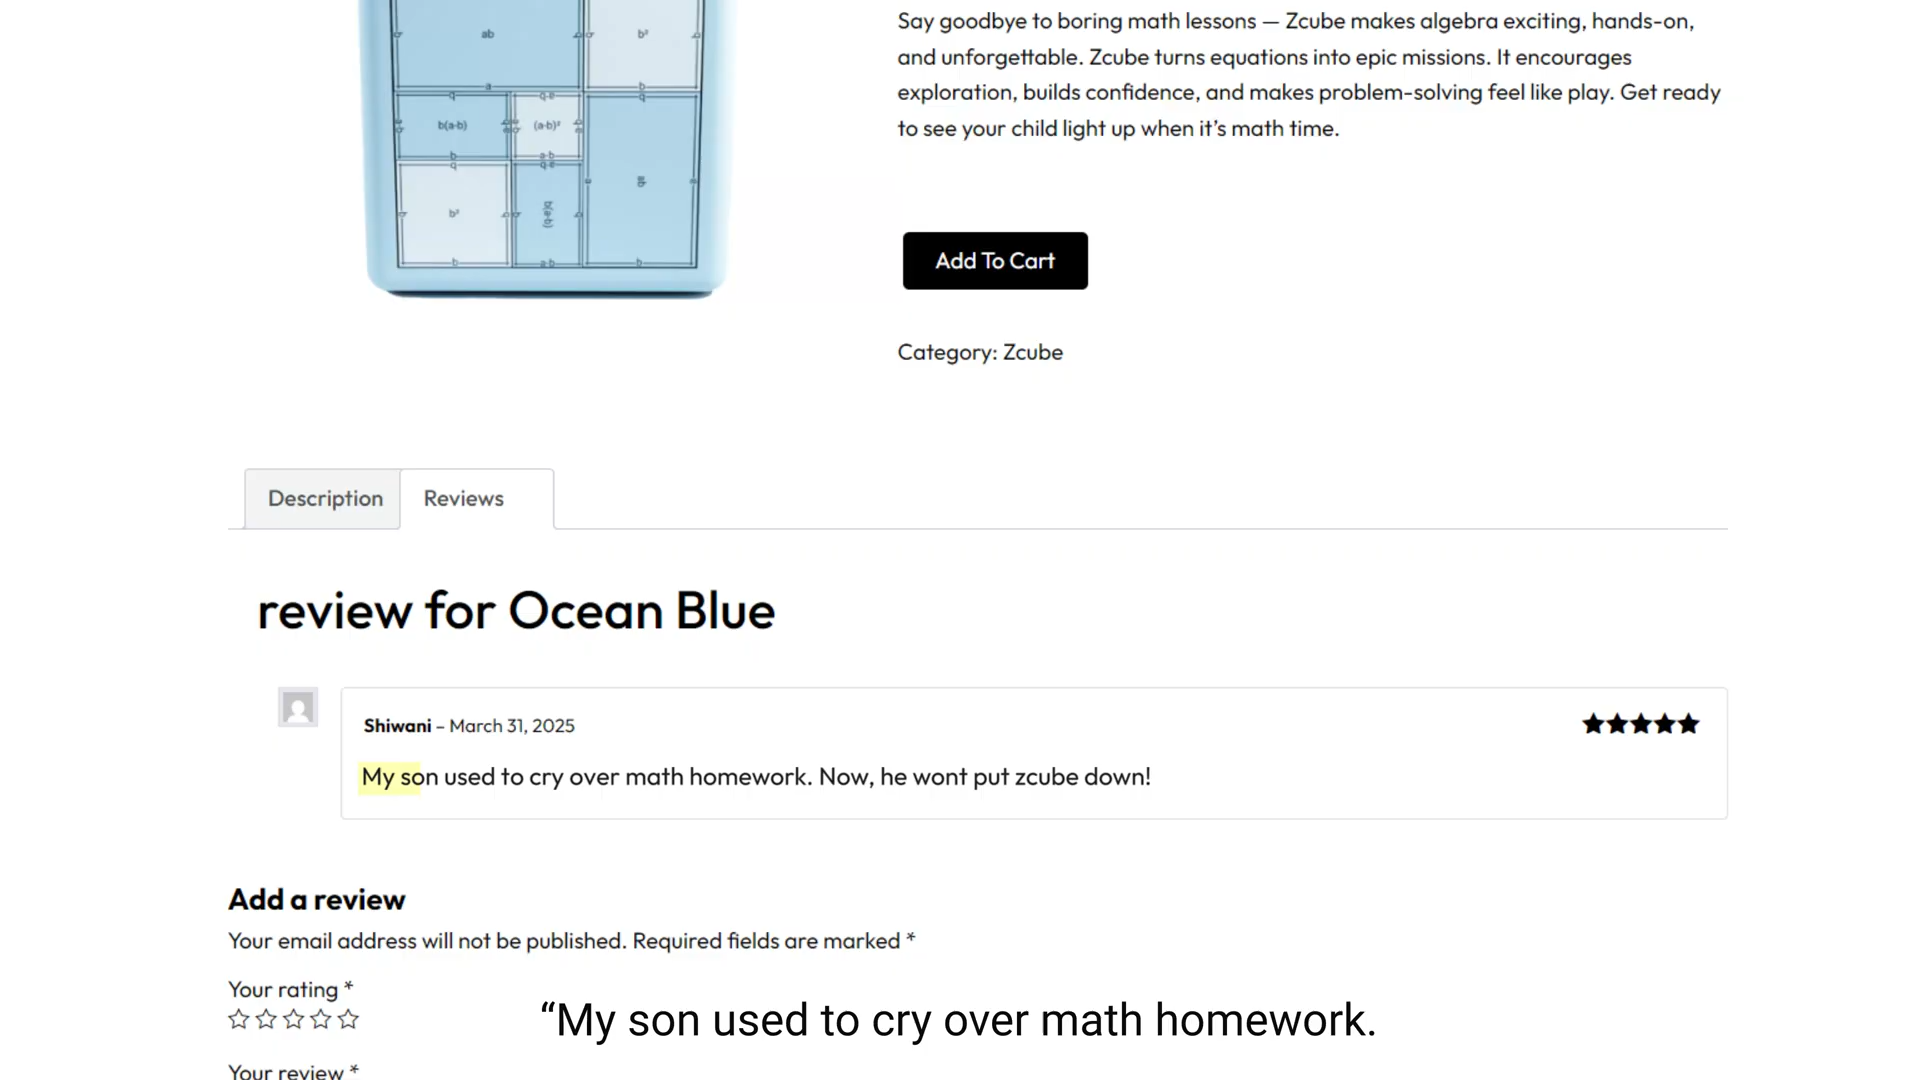 Say goodbye to boring math lessons — Zcube makes algebra exciting, hands-on,
and unforgettable. Zcube turns equations into epic missions. It encourages
exploration, builds confidence, and makes problem-solving feel like play. Get ready
to see your child light up when it’s math time.
ab
b²
a
b
b(a-b)
(a-b)²
b
a-b
ab
b²
b(a-b)
b
a-b
b
Add To Cart
Category: Zcube
Description
Reviews
review for Ocean Blue
Shiwani – March 31, 2025
My son used to cry over math homework. Now, he wont put zcube down!
Add a review
Your email address will not be published. Required fields are marked *
Your rating *
“My son used to cry over math homework.
Your review *